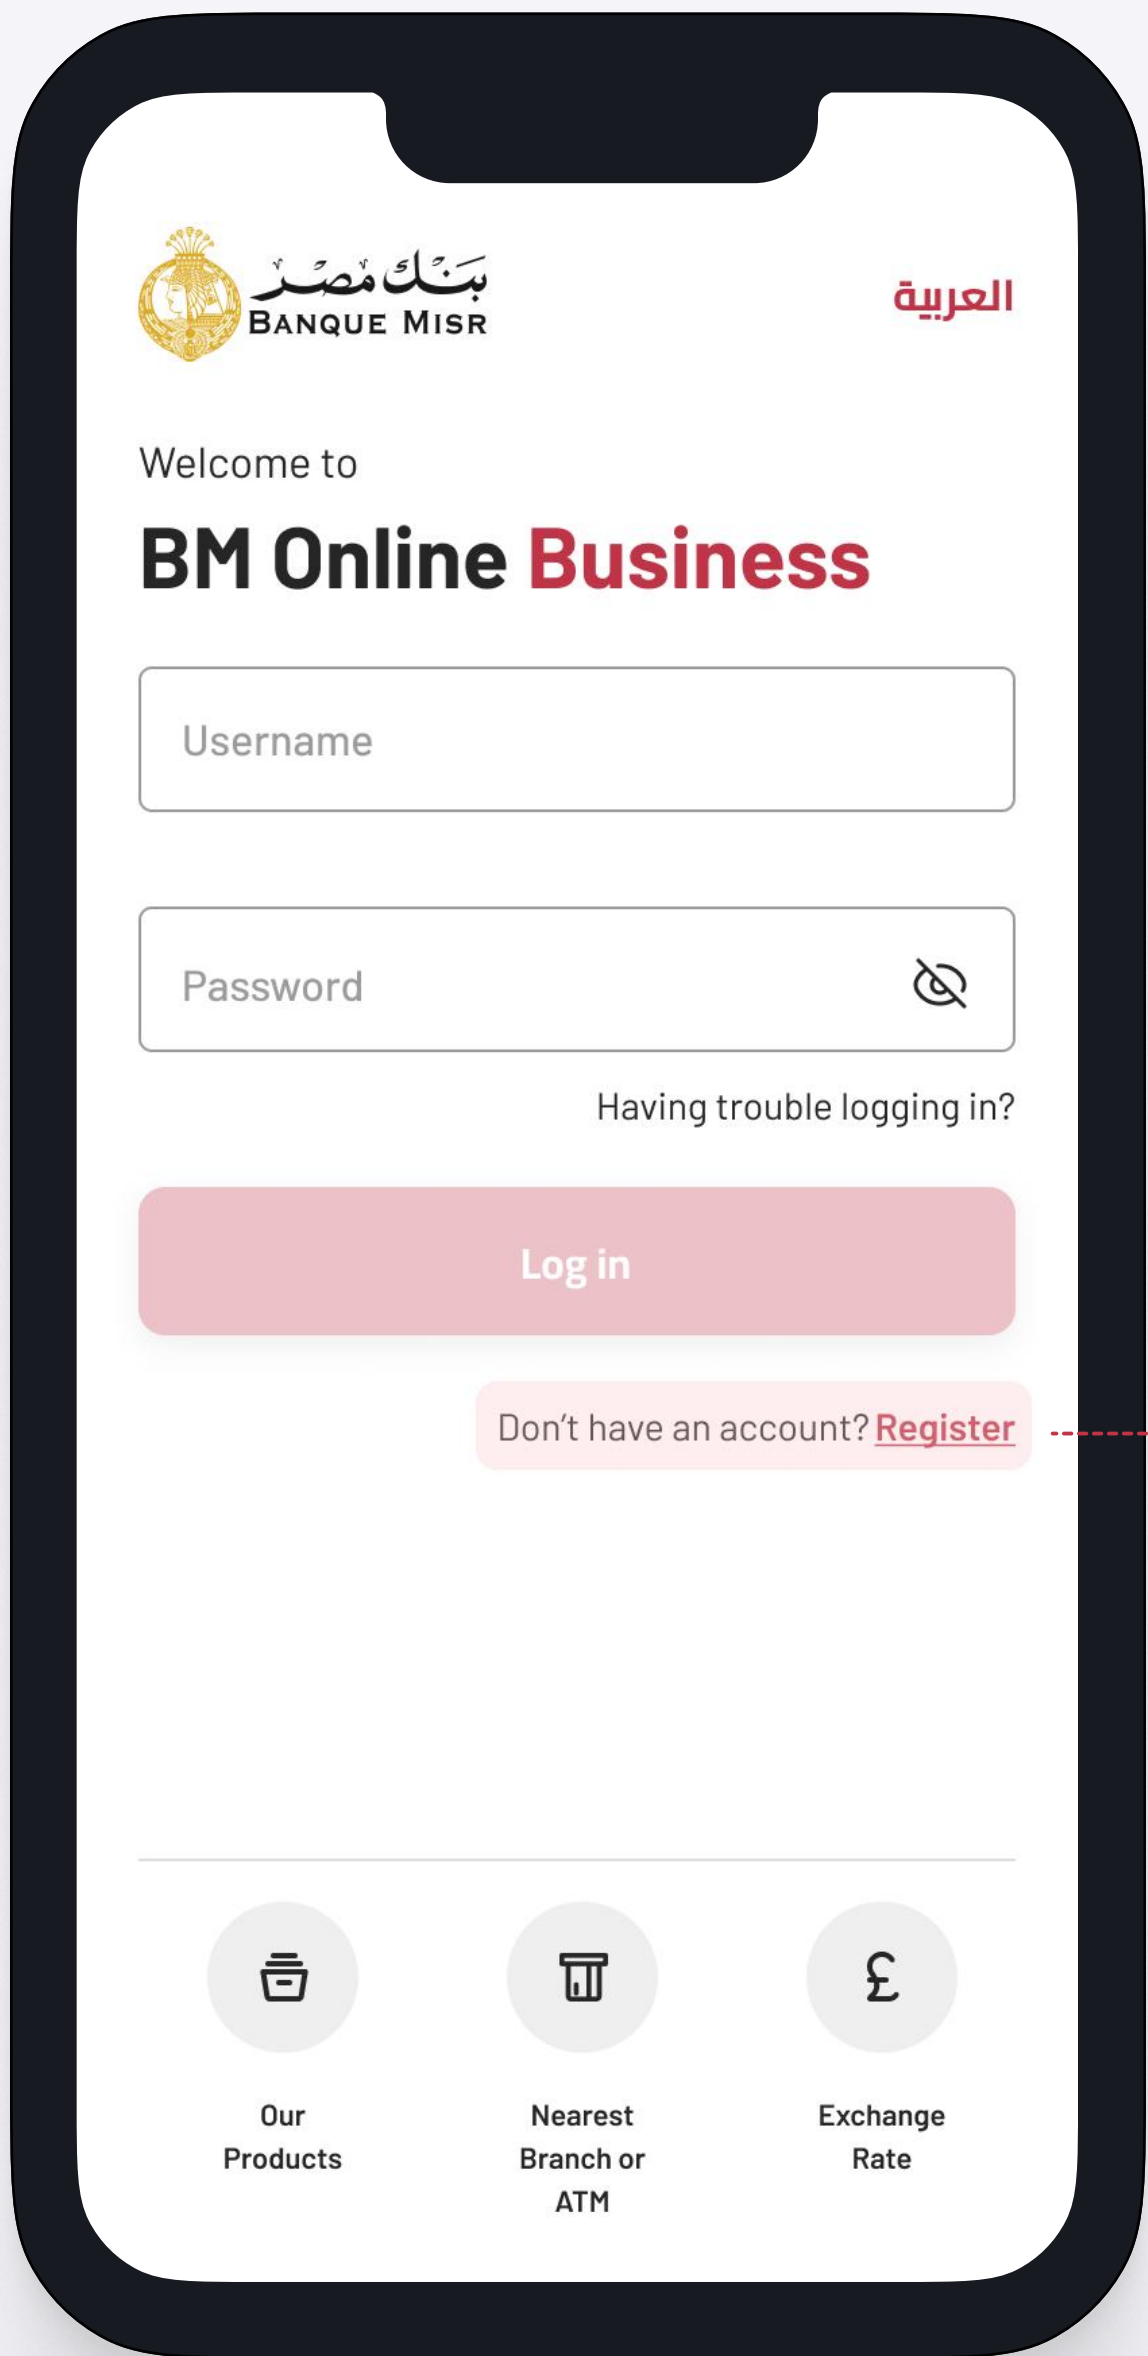 بنك مصر
BANQUE MISR
العربية
Welcome to
BM Online Business
Username
Password
Having trouble logging in?
Log in
Don't have an account? Register
Our
Products
Nearest
Branch or
ATM
Exchange
Rate